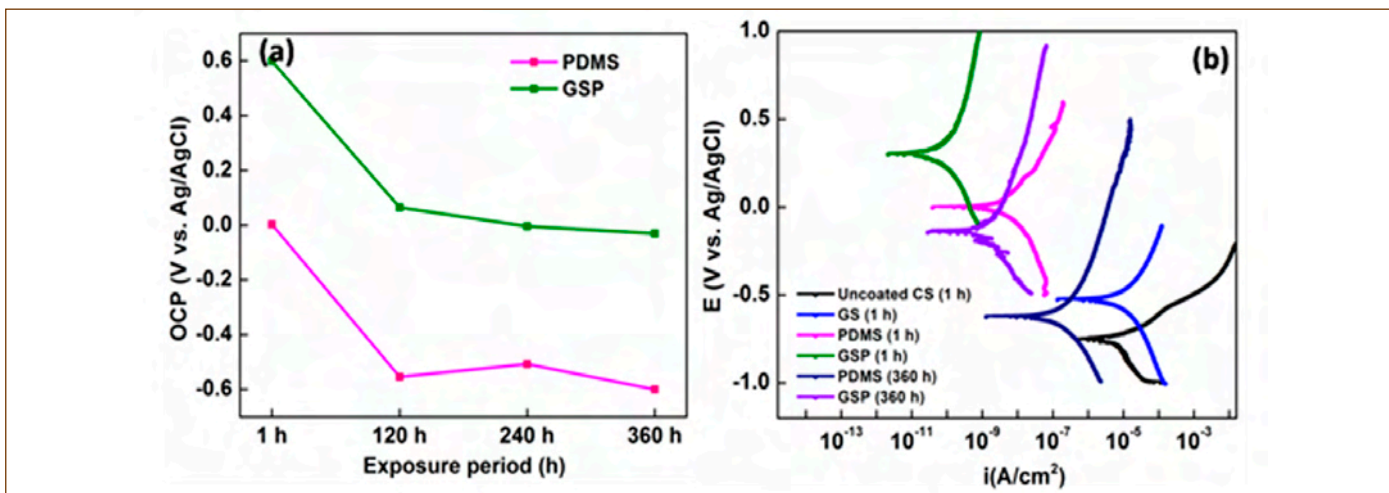 (a)
PDMS
GSP
OCP (V vs. Ag/AgCl)
0.6
0.4
0.2
0.0
-0.2
-0.4
-0.6
1 h 120 h 240 h 360 h
Exposure period (h)
(b)
E (V vs. Ag/AgCl)
1.0
0.5
0.0
-0.5
-1.0
Uncoated CS (1 h)
GS (1 h)
PDMS (1 h)
GSP (1 h)
PDMS (360 h)
GSP (360 h)
10⁻¹³ 10⁻¹¹ 10⁻⁹ 10⁻⁷ 10⁻⁵ 10⁻³
i(A/cm²)